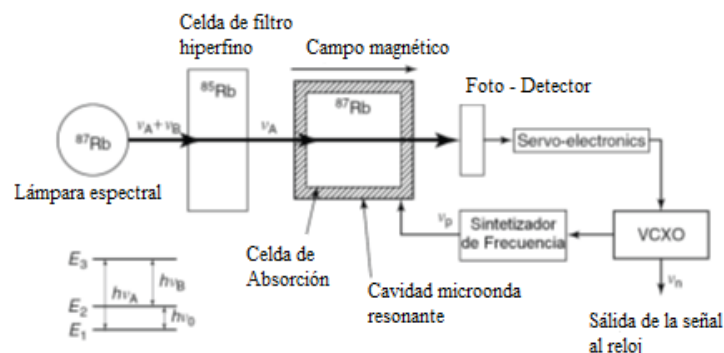 Celda de filtro
hiperfino
Campo magnético
Foto - Detector
⁸⁵Rb
⁸⁷Rb
⁸⁷Rb
νA+νB
νA
Servo-electronics
Lámpara espectral
νp
Sintetizador
de Frecuencia
VCXO
Celda de
Absorción
Cavidad microonda
resonante
νn
Sálida de la señal
al reloj
E3
hνA
hνB
E2
hν0
E1